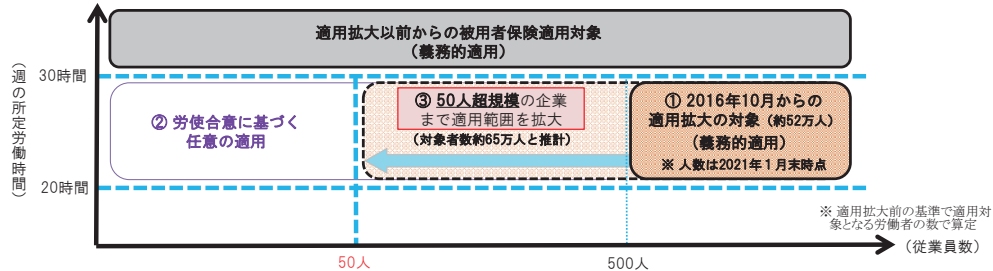 適用拡大以前からの被用者保険適用対象
(義務的適用)
(週の所定労働時間)
30時間
20時間
② 労使合意に基づく
任意の適用
③ 50人超規模の企業
まで適用範囲を拡大
(対象者数約65万人と推計)
① 2016年10月からの
適用拡大の対象 (約52万人)
(義務的適用)
※ 人数は2021年1月末時点
※ 適用拡大前の基準で適用対
象となる労働者の数で算定
(従業員数)
50人
500人